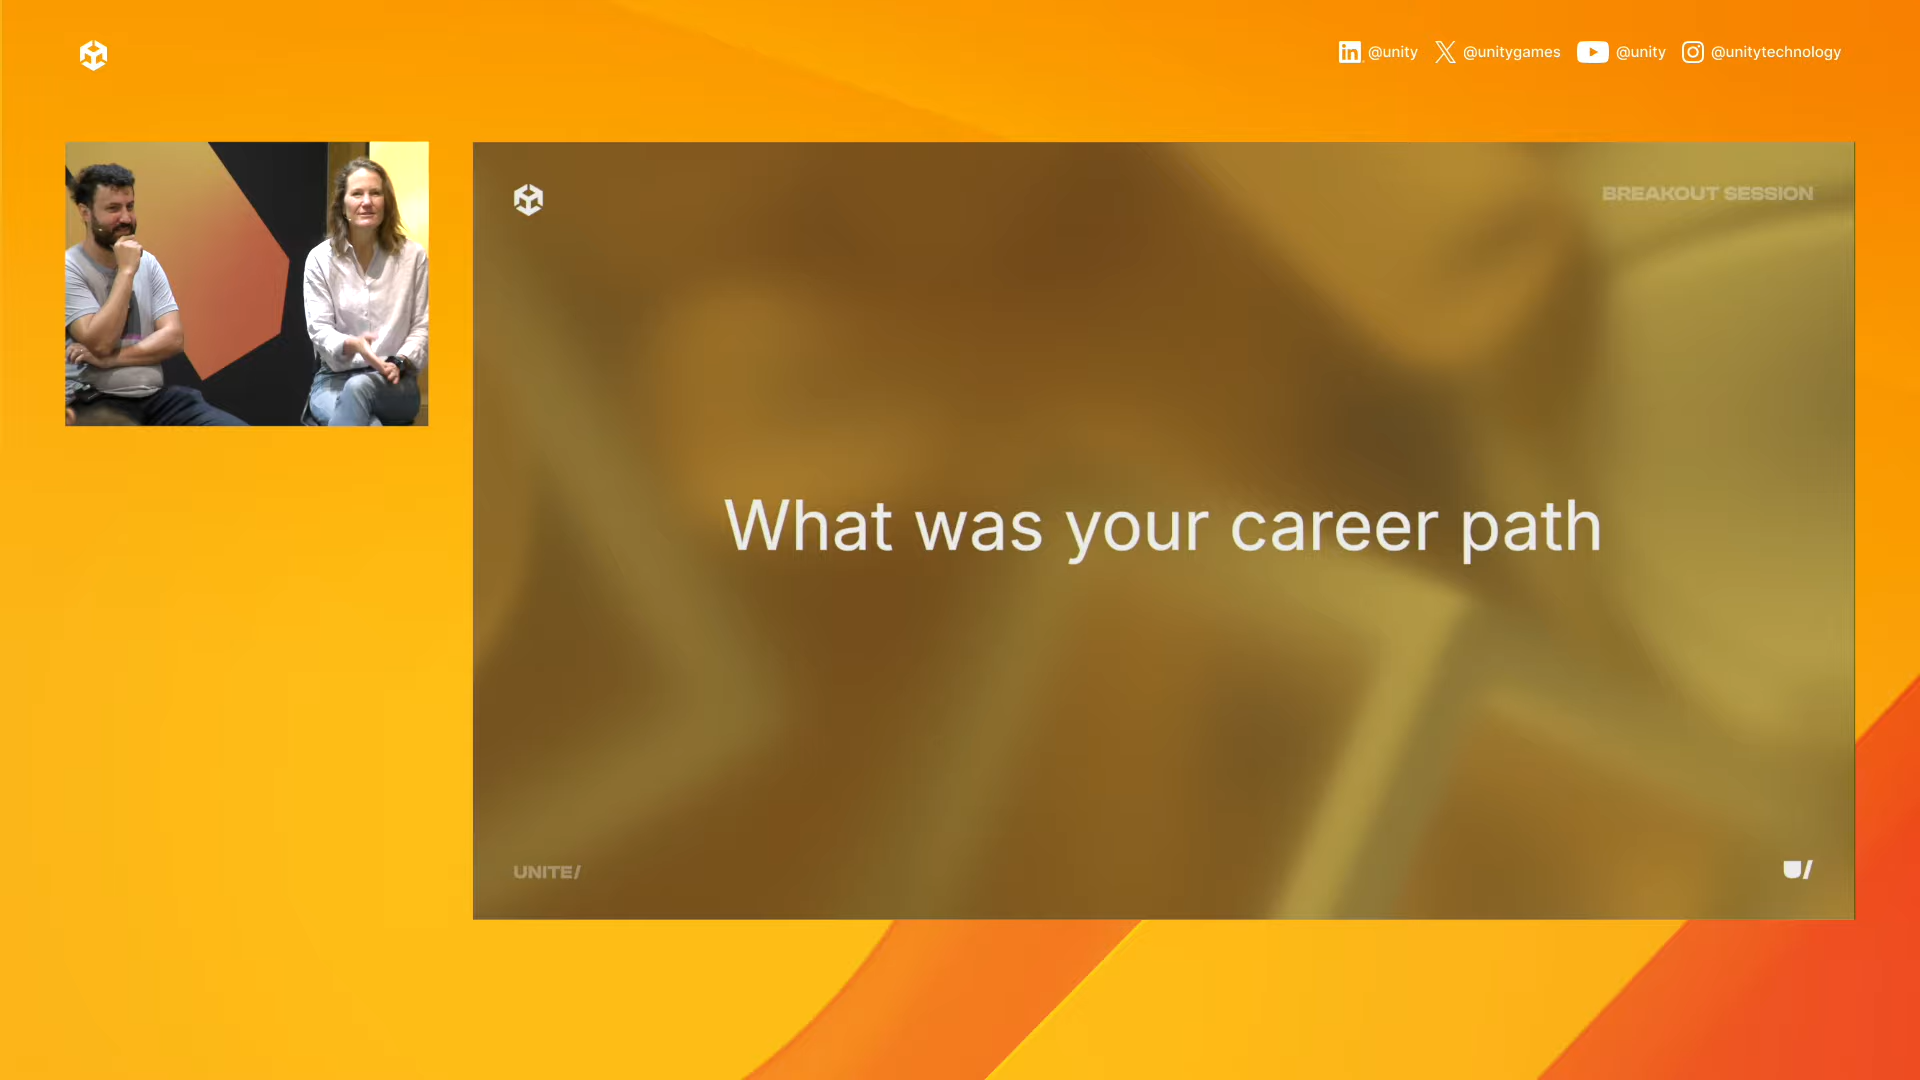 @unity @unitygames @unity @unitytechnology
BREAKOUT SESSION
What was your career path
UNITE/
U/